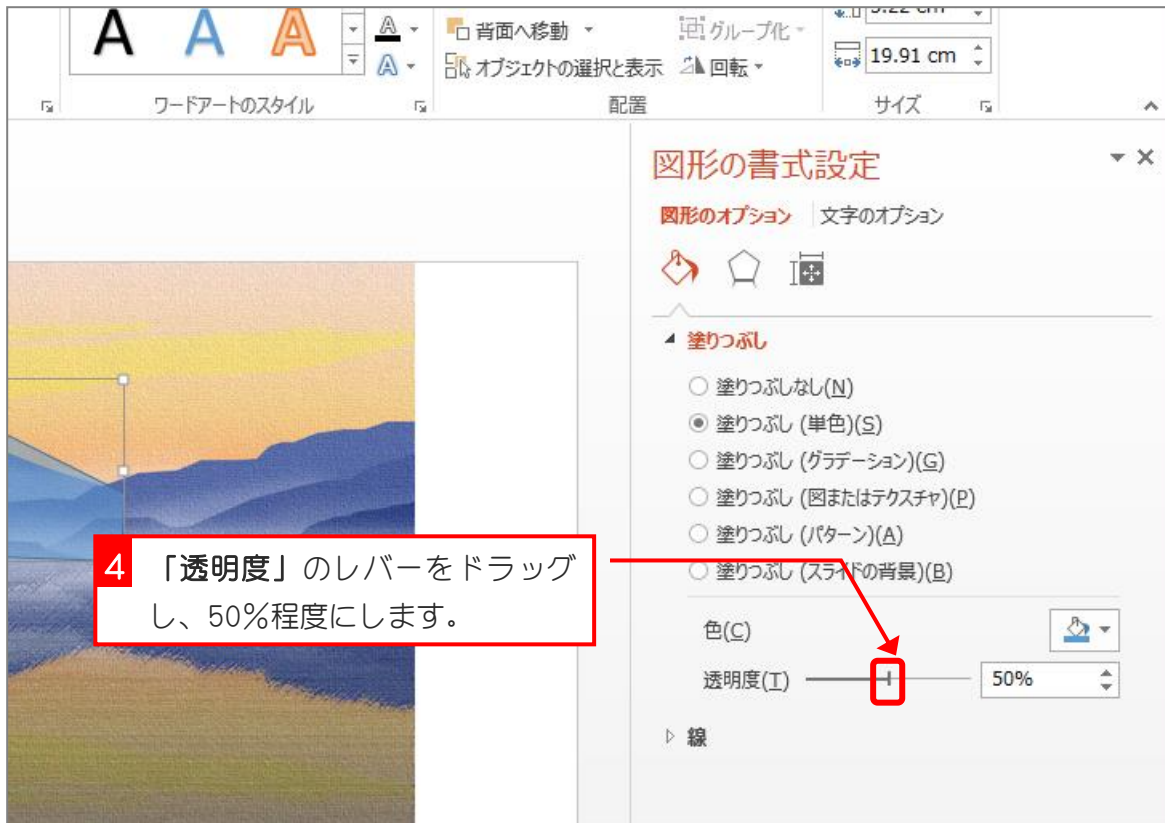 A A A A
背面へ移動 グループ化 5.22 cm
A オブジェクトの選択と表示 回転 19.91 cm
ワードアートのスタイル 配置 サイズ
図形の書式設定
図形のオプション 文字のオプション
塗りつぶし
塗りつぶしなし(N)
塗りつぶし (単色)(S)
塗りつぶし (グラデーション)(G)
塗りつぶし (図またはテクスチャ)(P)
塗りつぶし (パターン)(A)
塗りつぶし (スライドの背景)(B)
4 「透明度」のレバーをドラッグ
し、50%程度にします。
色(C)
透明度(T) 50%
線